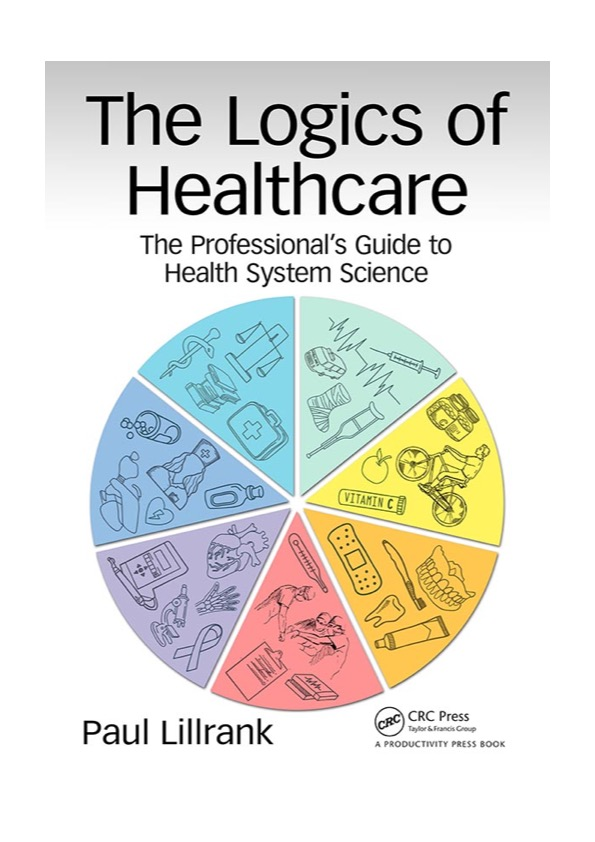 The Logics of
Healthcare
The Professional's Guide to
Health System Science
VITAMIN C
Paul Lillrank
CRC
CRC Press
Taylor & Francis Group
A PRODUCTIVITY PRESS BOOK